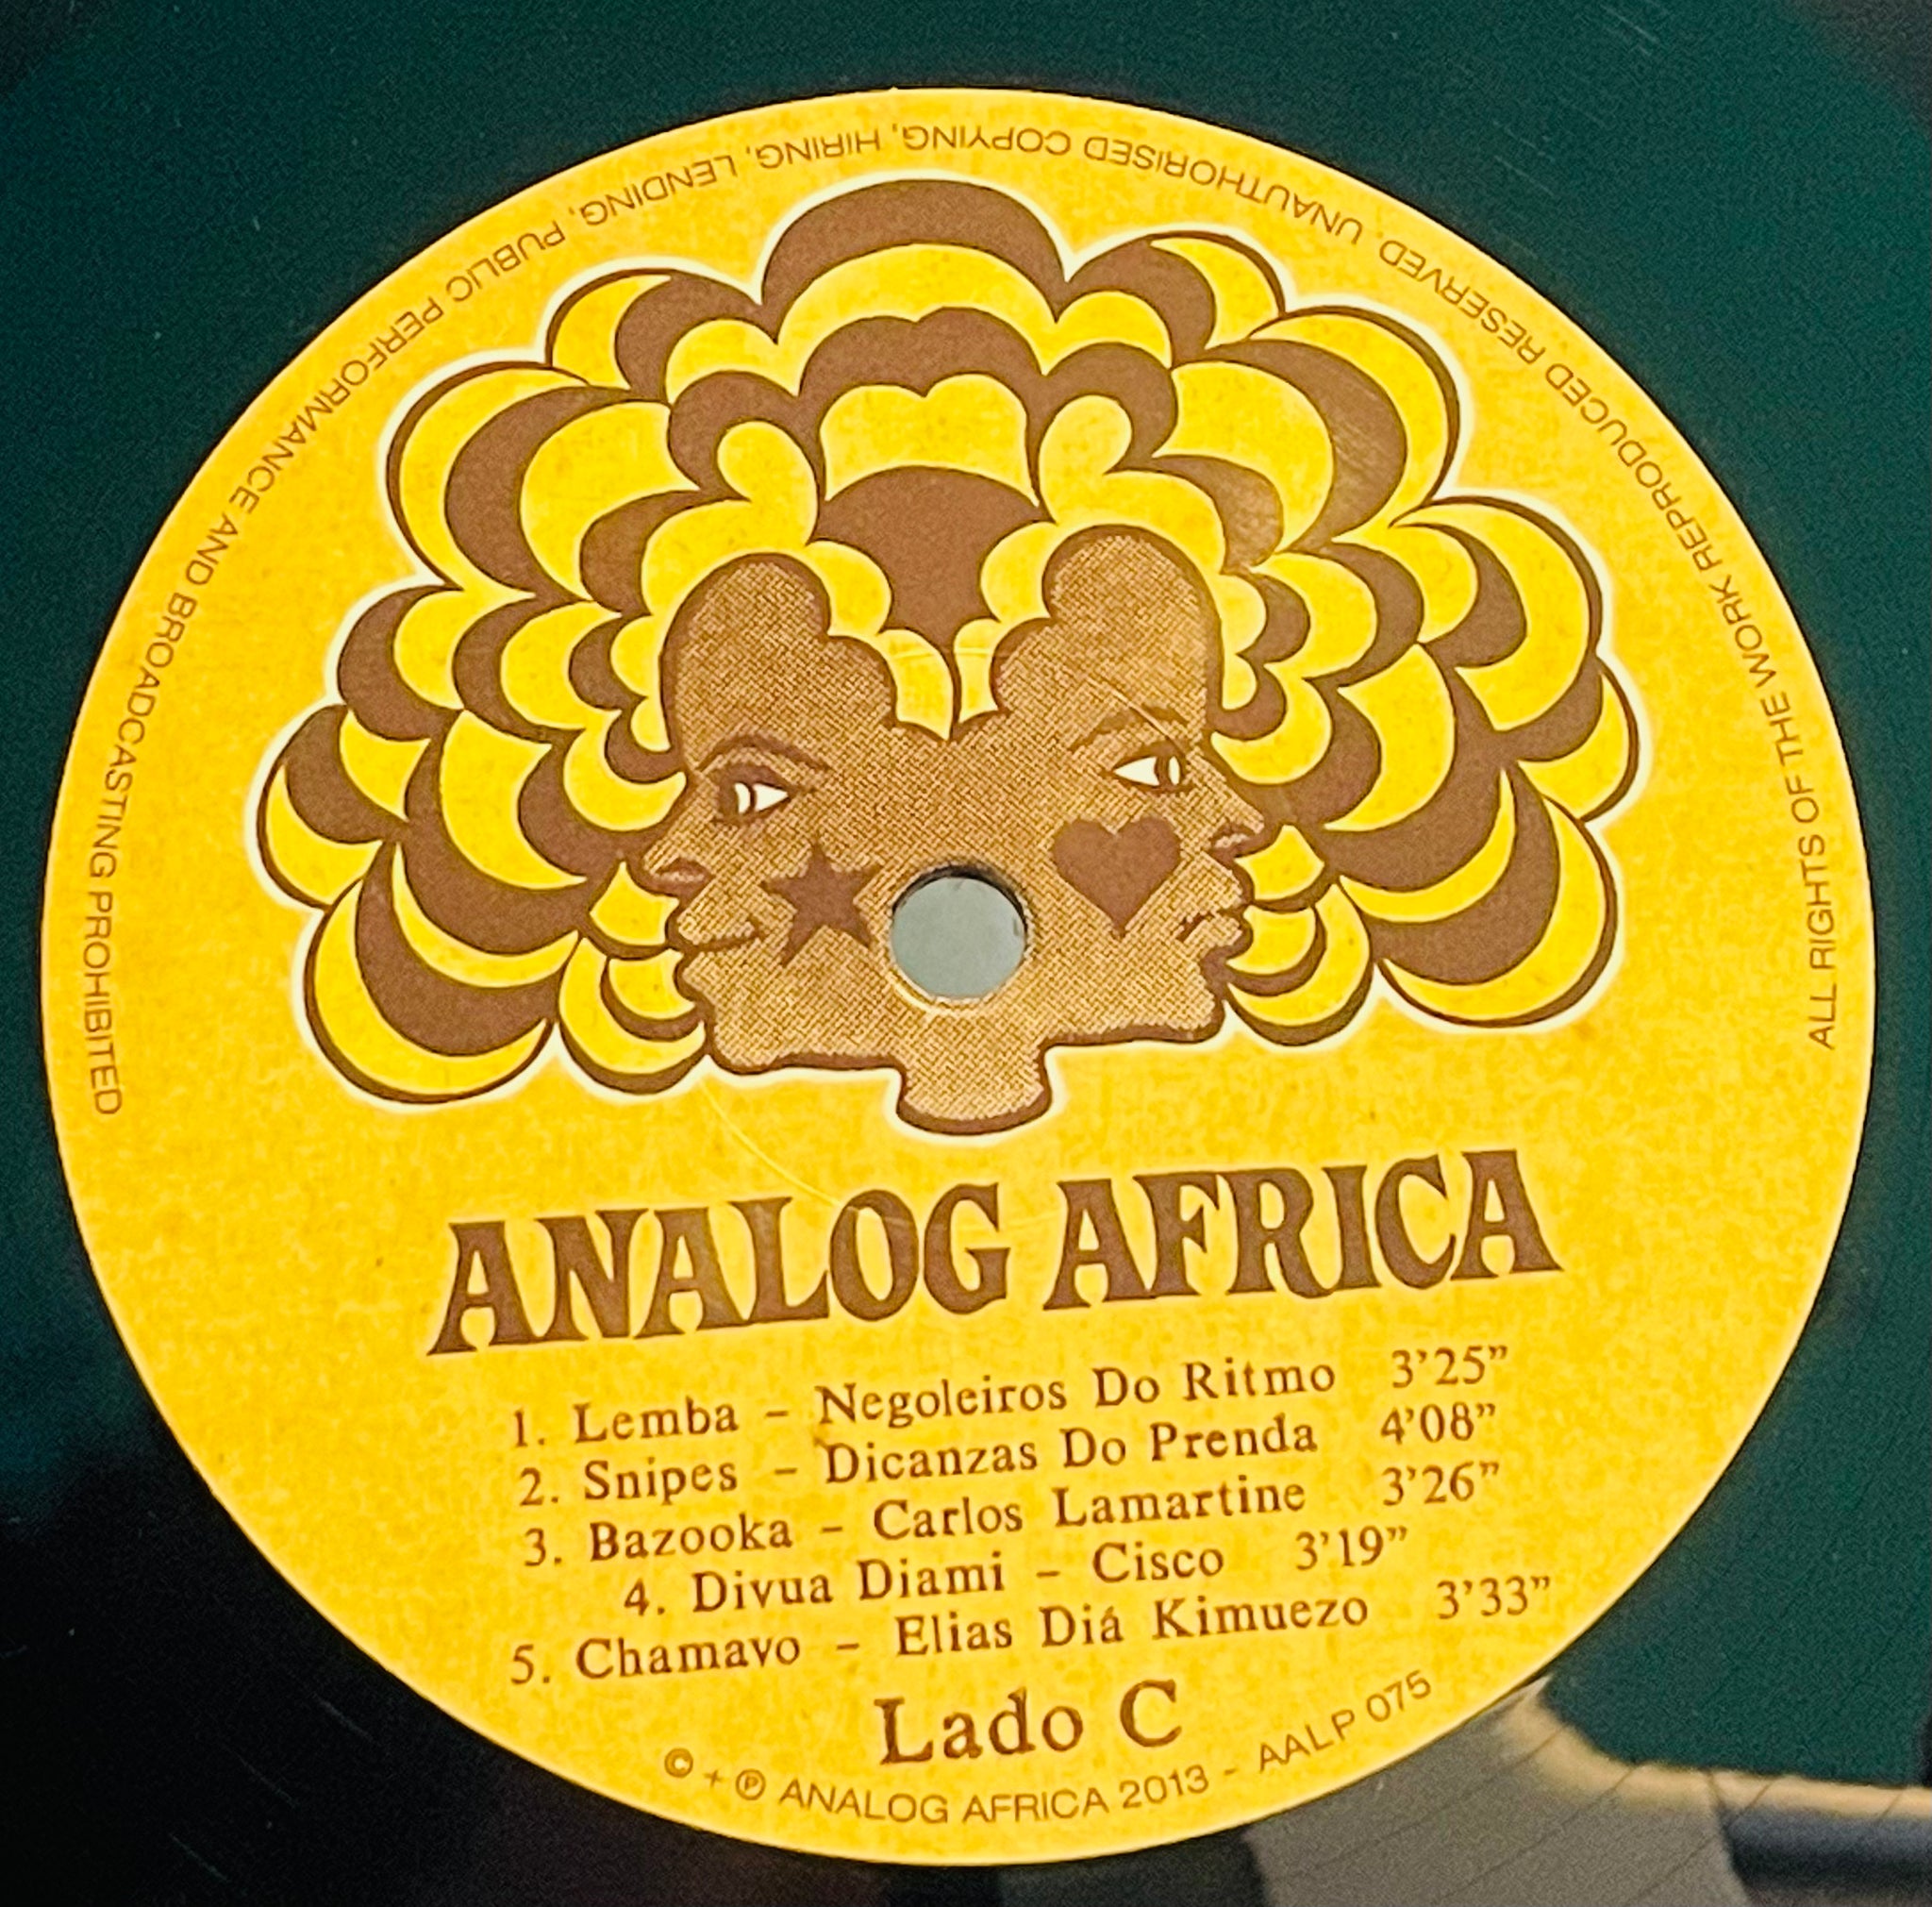 ALL RIGHTS OF THE WORK REPRODUCED RESERVED. UNAUTHORISED COPYING, HIRING, LENDING, PUBLIC PERFORMANCE AND BROADCASTING PROHIBITED
ANALOG AFRICA
1. Lemba – Negoleiros Do Ritmo 3’25”
2. Snipes – Dicanzas Do Prenda 4’08”
3. Bazooka – Carlos Lamartine 3’26”
4. Divua Diami – Cisco 3’19”
5. Chamavo – Elias Diá Kimuezo 3’33”
Lado C
© + ℗ ANALOG AFRICA 2013 - AALP 075